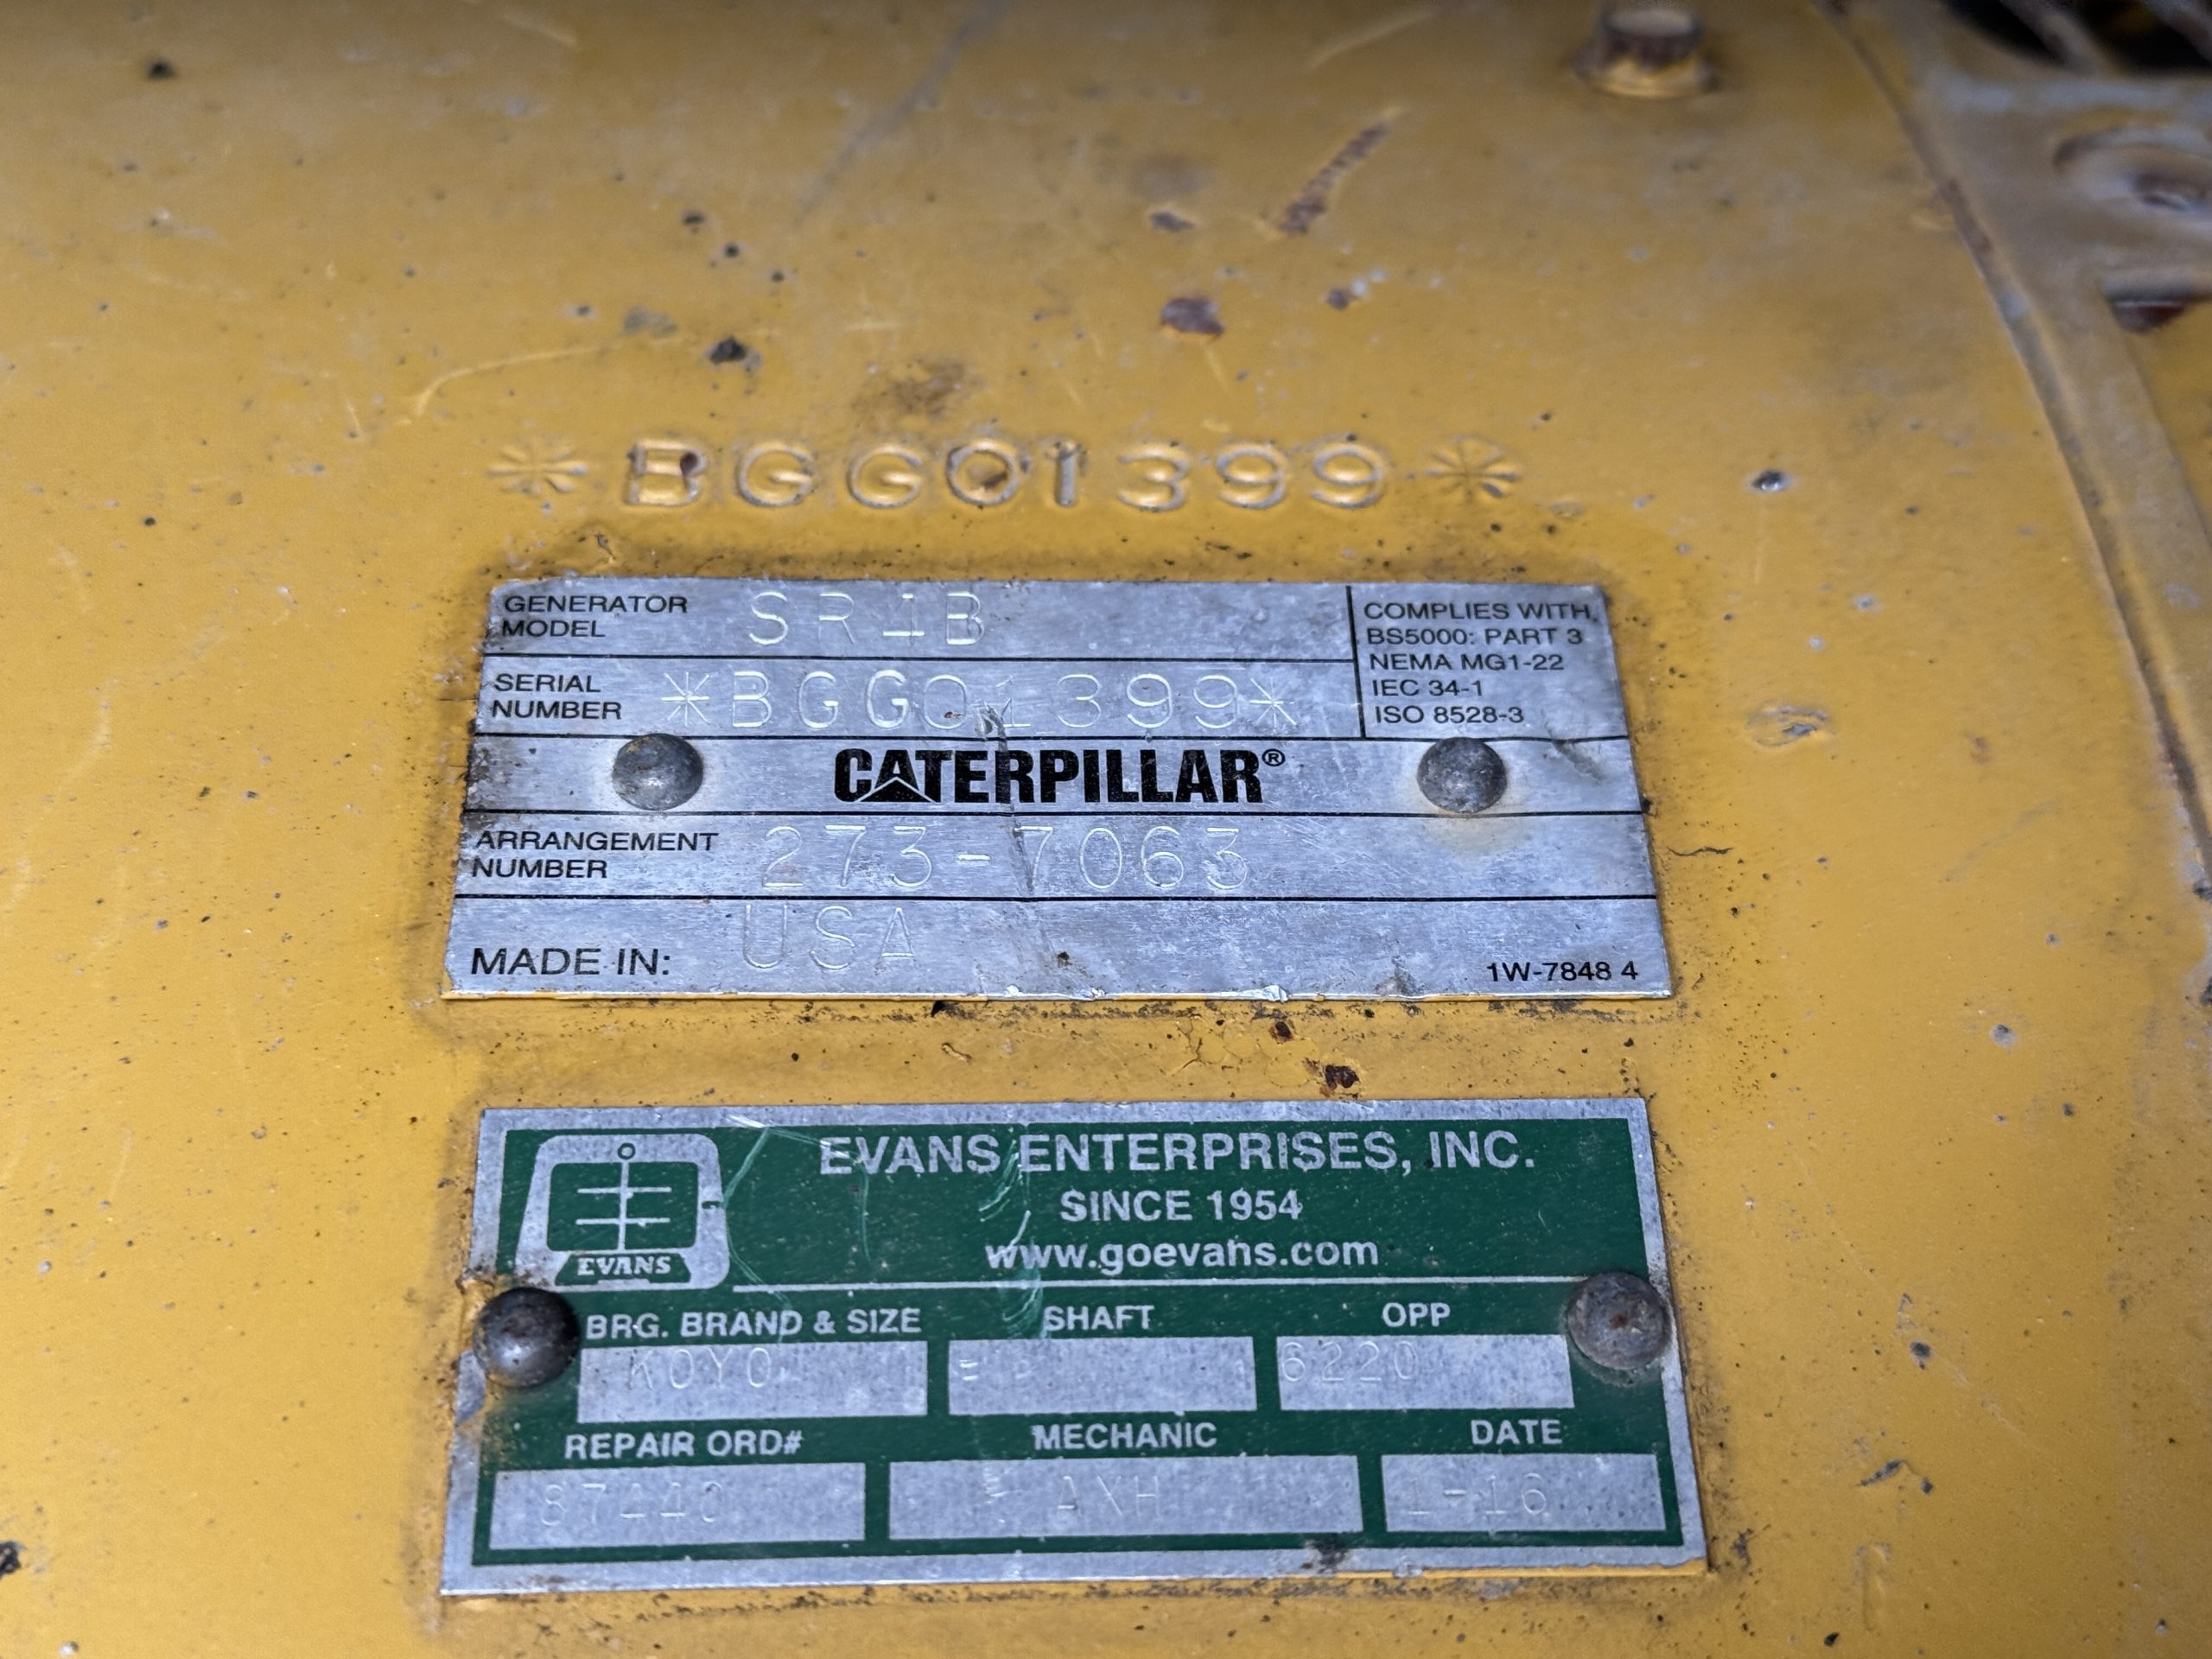 *BGG01399*
GENERATOR MODEL SR4B
SERIAL NUMBER *BGG01399*
COMPLIES WITH
BS5000: PART 3
NEMA MG1-22
IEC 34-1
ISO 8528-3
CATERPILLAR®
ARRANGEMENT NUMBER 273-7063
MADE IN: USA
1W-7848 4
EVANS
EVANS ENTERPRISES, INC.
SINCE 1954
www.goevans.com
BRG. BRAND & SIZE SHAFT OPP
KOYO 6220
REPAIR ORD# MECHANIC DATE
87440 1-16